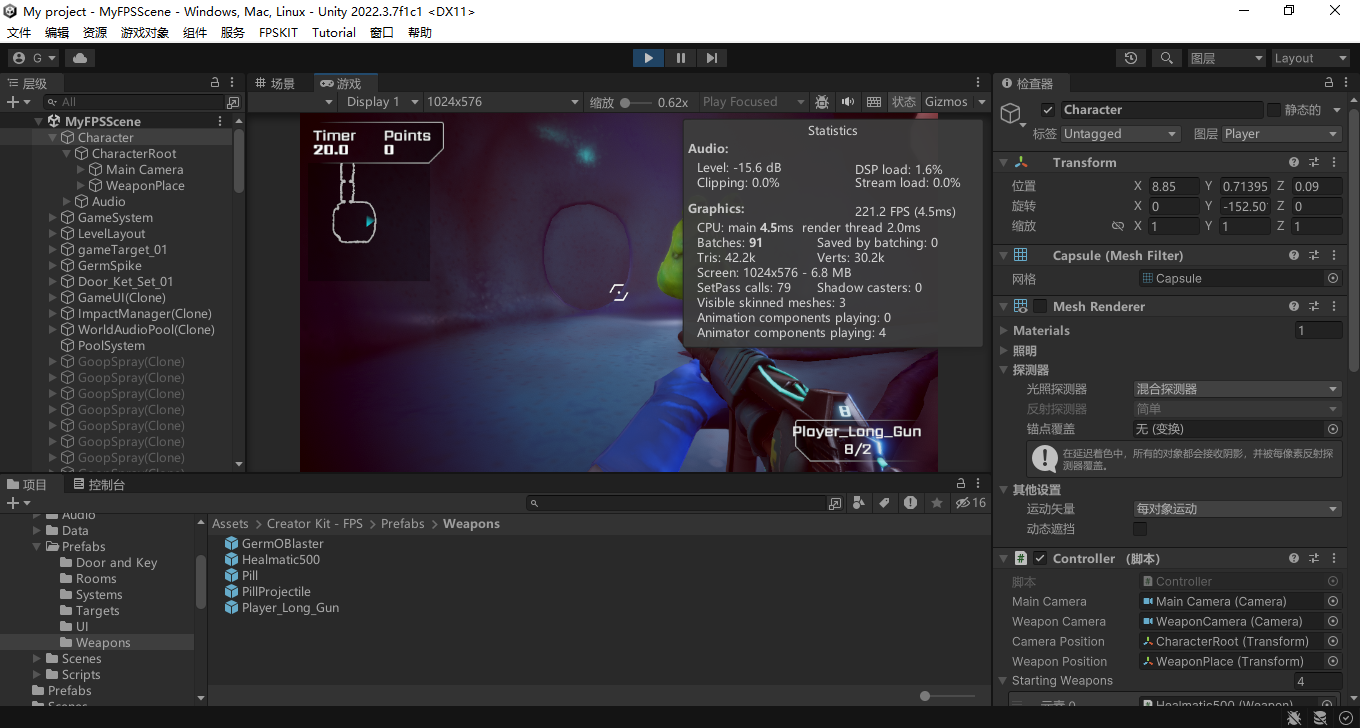 My project - MyFPSScene - Windows, Mac, Linux - Unity 2022.3.7f1c1 <DX11>
文件 编辑 资源 游戏对象 组件 服务 FPSKIT Tutorial 窗口 帮助
G 图层 Layout
层级
All
MyFPSScene
Character
CharacterRoot
Main Camera
WeaponPlace
Audio
GameSystem
LevelLayout
gameTarget_01
GermSpike
Door_Ket_Set_01
GameUI(Clone)
ImpactManager(Clone)
WorldAudioPool(Clone)
PoolSystem
GoopSpray(Clone)
GoopSpray(Clone)
GoopSpray(Clone)
GoopSpray(Clone)
GoopSpray(Clone)
GoopSpray(Clone)
GoopSpray(Clone)
场景 游戏
Display 1 1024x576 缩放 0.62x Play Focused 状态 Gizmos
Timer Points
20.0 0
Statistics
Audio:
Level: -15.6 dB DSP load: 1.6%
Clipping: 0.0% Stream load: 0.0%
Graphics: 221.2 FPS (4.5ms)
CPU: main 4.5ms render thread 2.0ms
Batches: 91 Saved by batching: 0
Tris: 42.2k Verts: 30.2k
Screen: 1024x576 - 6.8 MB
SetPass calls: 79 Shadow casters: 0
Visible skinned meshes: 3
Animation components playing: 0
Animator components playing: 4
8
Player_Long_Gun
8/2
检查器
Character 静态的
标签 Untagged 图层 Player
Transform
位置 X 8.85 Y 0.71395 Z 0.09
旋转 X 0 Y -152.50 Z 0
缩放 X 1 Y 1 Z 1
Capsule (Mesh Filter)
网格 Capsule
Mesh Renderer
Materials 1
照明
探测器
光照探测器 混合探测器
反射探测器 简单
锚点覆盖 无 (变换)
在延迟着色中，所有的对象都会接收阴影，并被每像素反射探
测器覆盖。
其他设置
运动矢量 每对象运动
动态遮挡
Controller （脚本）
脚本 Controller
Main Camera Main Camera (Camera)
Weapon Camera WeaponCamera (Camera)
Camera Position CharacterRoot (Transform)
Weapon Position WeaponPlace (Transform)
Starting Weapons 4
元素 0 Healmatic500 (Weapon)
项目 控制台
16
Audio
Data
Prefabs
Door and Key
Rooms
Systems
Targets
UI
Weapons
Scenes
Scripts
Prefabs
Scenes
Assets > Creator Kit - FPS > Prefabs > Weapons
GermOBlaster
Healmatic500
Pill
PillProjectile
Player_Long_Gun